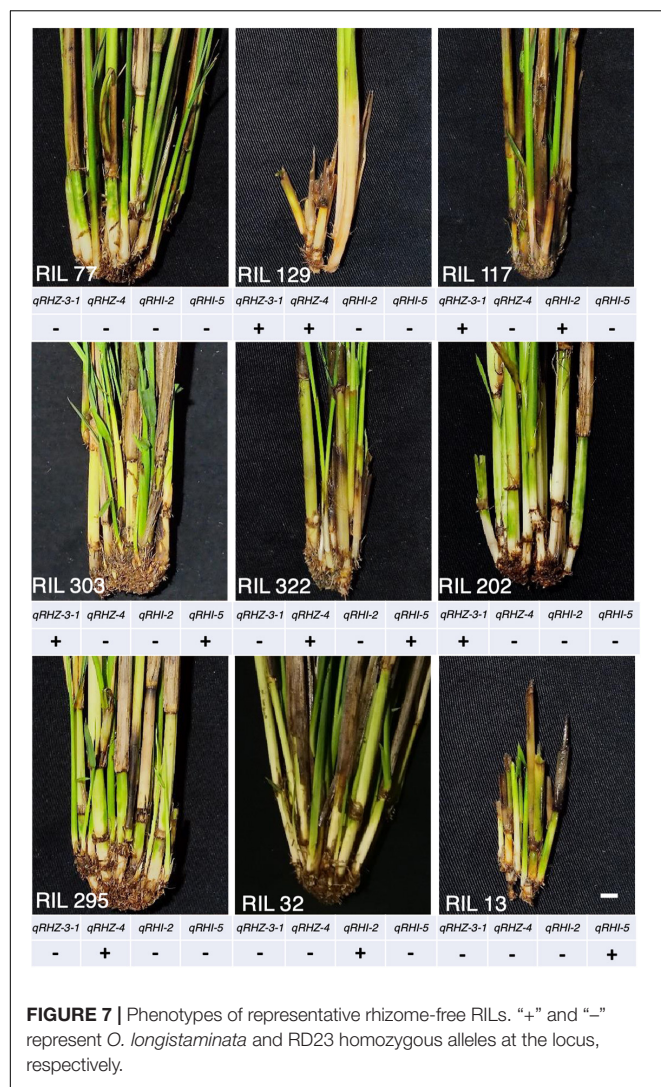 RIL 77
RIL 129
RIL 117
qRHZ-3-1 qRHZ-4 qRHI-2 qRHI-5
- - - -
qRHZ-3-1 qRHZ-4 qRHI-2 qRHI-5
+ + - -
qRHZ-3-1 qRHZ-4 qRHI-2 qRHI-5
+ - + -
RIL 303
RIL 322
RIL 202
qRHZ-3-1 qRHZ-4 qRHI-2 qRHI-5
+ - - +
qRHZ-3-1 qRHZ-4 qRHI-2 qRHI-5
- + - +
qRHZ-3-1 qRHZ-4 qRHI-2 qRHI-5
+ - - -
RIL 295
RIL 32
RIL 13
qRHZ-3-1 qRHZ-4 qRHI-2 qRHI-5
- + - -
qRHZ-3-1 qRHZ-4 qRHI-2 qRHI-5
- - + -
qRHZ-3-1 qRHZ-4 qRHI-2 qRHI-5
- - - +
FIGURE 7 | Phenotypes of representative rhizome-free RILs. “+” and “–”
represent O. longistaminata and RD23 homozygous alleles at the locus,
respectively.